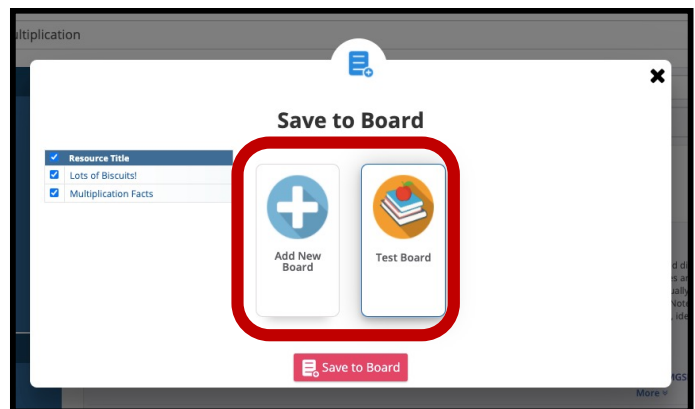 ultiplication
Save to Board
Resource Title
Lots of Biscuits!
Multiplication Facts
Add New
Board
Test Board
Save to Board
More